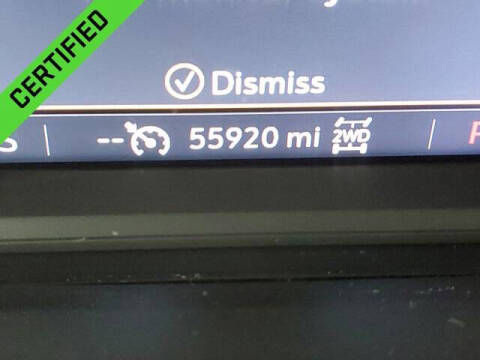 CERTIFIED
Dismiss
S -- 55920 mi 2WD